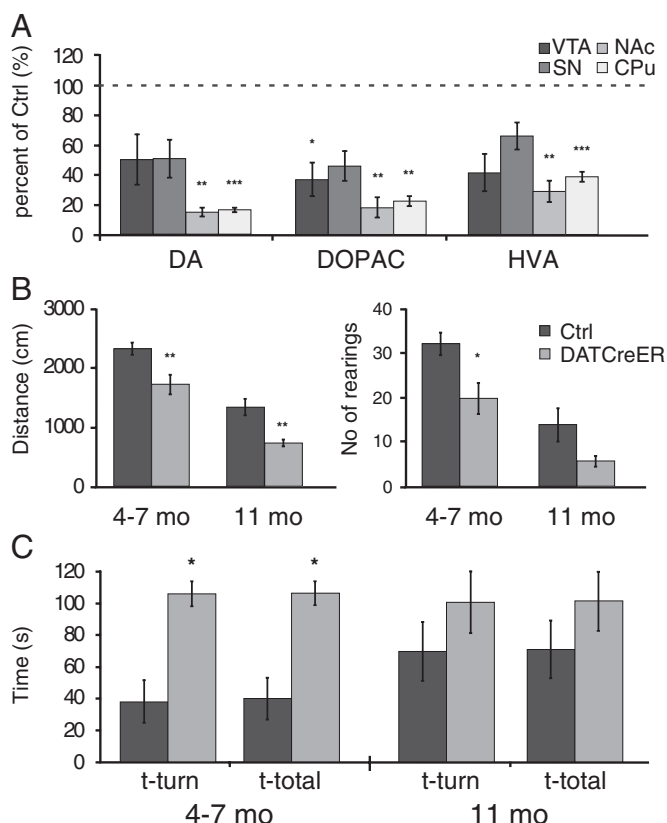 A
percent of Ctrl (%)
120
100
80
60
40
20
0
VTA NAc
SN CPu
** ***
* ** **
** ***
DA DOPAC HVA
B
Distance (cm)
3000
2000
1000
0
**
**
4-7 mo 11 mo
No of rearings
40
30
20
10
0
*
Ctrl
DATCreER
4-7 mo 11 mo
C
Time (s)
120
100
80
60
40
20
0
* *
t-turn t-total t-turn t-total
4-7 mo 11 mo